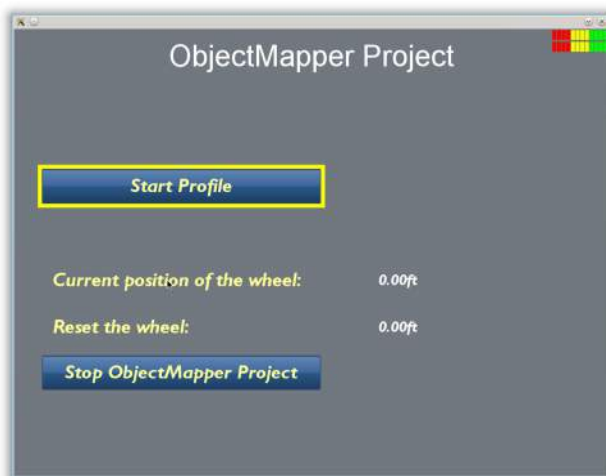 ObjectMapper Project
Start Profile
Current position of the wheel: 0.00ft
Reset the wheel: 0.00ft
Stop ObjectMapper Project